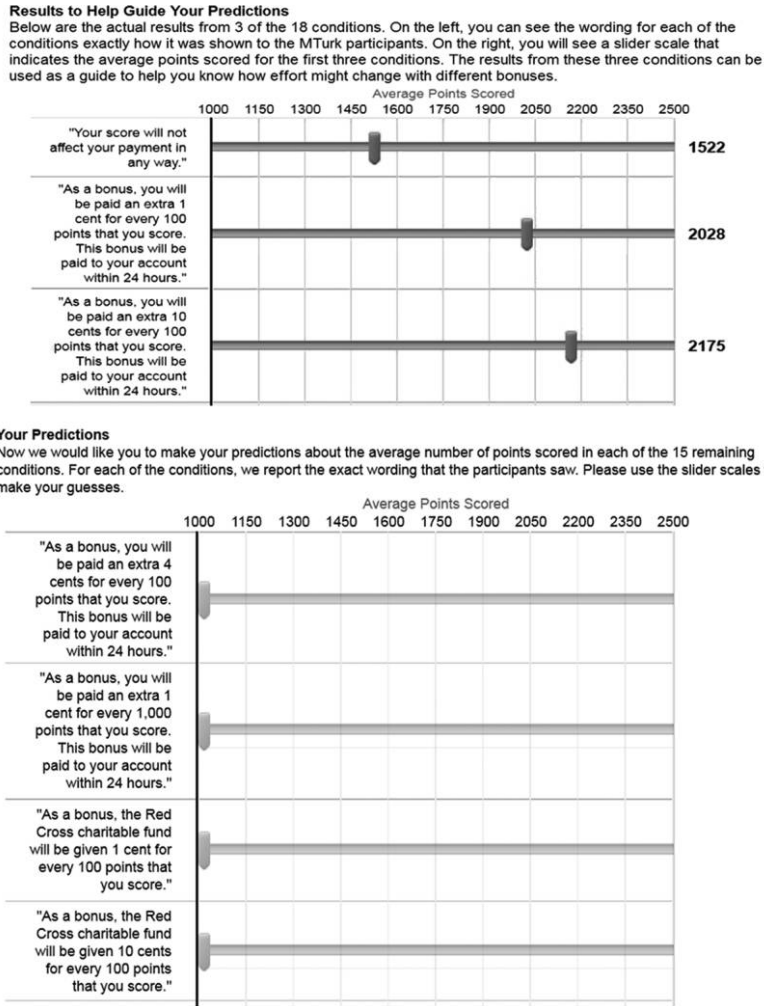 Results to Help Guide Your Predictions
Below are the actual results from 3 of the 18 conditions. On the left, you can see the wording for each of the
conditions exactly how it was shown to the MTurk participants. On the right, you will see a slider scale that
indicates the average points scored for the first three conditions. The results from these three conditions can be
used as a guide to help you know how effort might change with different bonuses.
Average Points Scored
1000 1150 1300 1450 1600 1750 1900 2050 2200 2350 2500
"Your score will not
affect your payment in
any way."
1522
"As a bonus, you will
be paid an extra 1
cent for every 100
points that you score.
This bonus will be
paid to your account
within 24 hours."
2028
"As a bonus, you will
be paid an extra 10
cents for every 100
points that you score.
This bonus will be
paid to your account
within 24 hours."
2175
Your Predictions
Now we would like you to make your predictions about the average number of points scored in each of the 15 remaining
conditions. For each of the conditions, we report the exact wording that the participants saw. Please use the slider scales
make your guesses.
Average Points Scored
1000 1150 1300 1450 1600 1750 1900 2050 2200 2350 2500
"As a bonus, you will
be paid an extra 4
cents for every 100
points that you score.
This bonus will be
paid to your account
within 24 hours."
"As a bonus, you will
be paid an extra 1
cent for every 1,000
points that you score.
This bonus will be
paid to your account
within 24 hours."
"As a bonus, the Red
Cross charitable fund
will be given 1 cent for
every 100 points that
you score."
"As a bonus, the Red
Cross charitable fund
will be given 10 cents
for every 100 points
that you score."